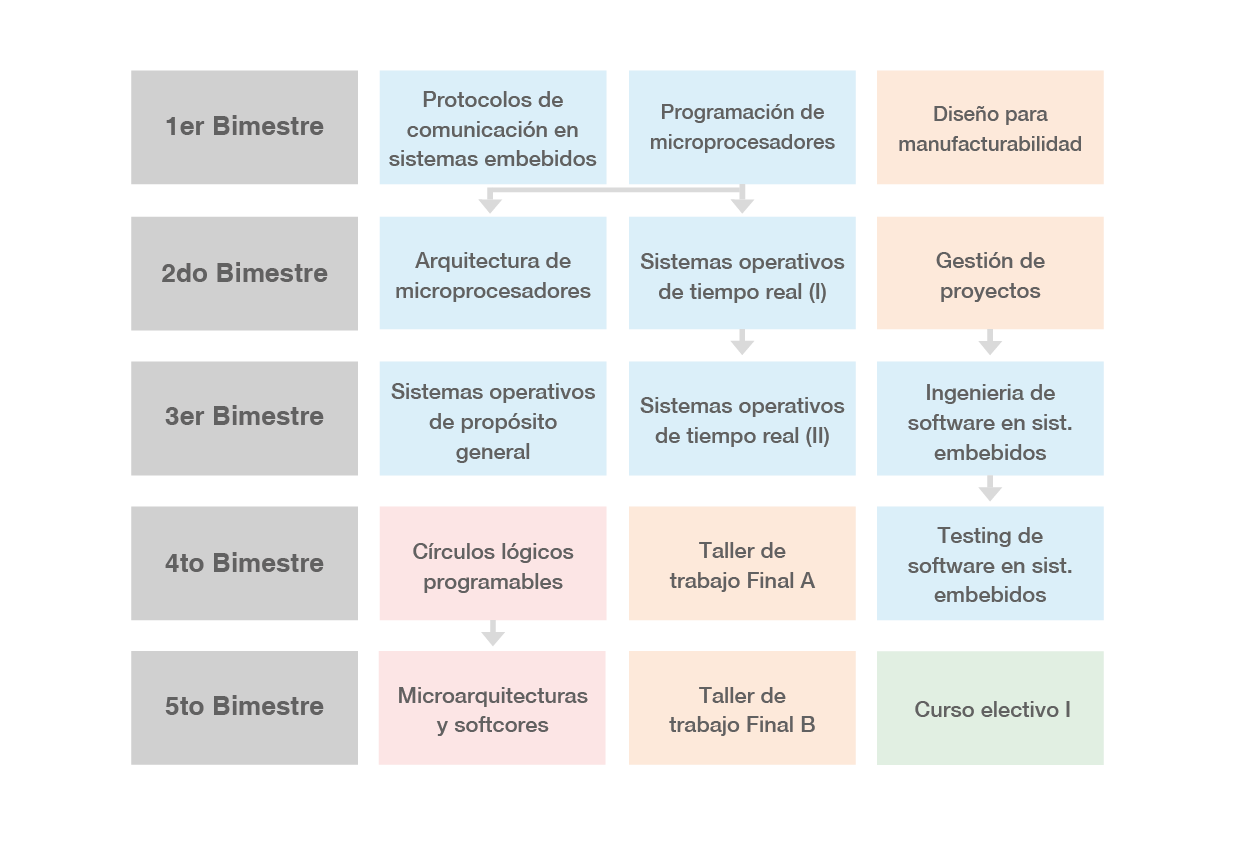 1er Bimestre
Protocolos de
comunicación en
sistemas embebidos
Programación de
microprocesadores
Diseño para
manufacturabilidad
2do Bimestre
Arquitectura de
microprocesadores
Sistemas operativos
de tiempo real (I)
Gestión de
proyectos
3er Bimestre
Sistemas operativos
de propósito
general
Sistemas operativos
de tiempo real (II)
Ingenieria de
software en sist.
embebidos
4to Bimestre
Círculos lógicos
programables
Taller de
trabajo Final A
Testing de
software en sist.
embebidos
5to Bimestre
Microarquitecturas
y softcores
Taller de
trabajo Final B
Curso electivo I